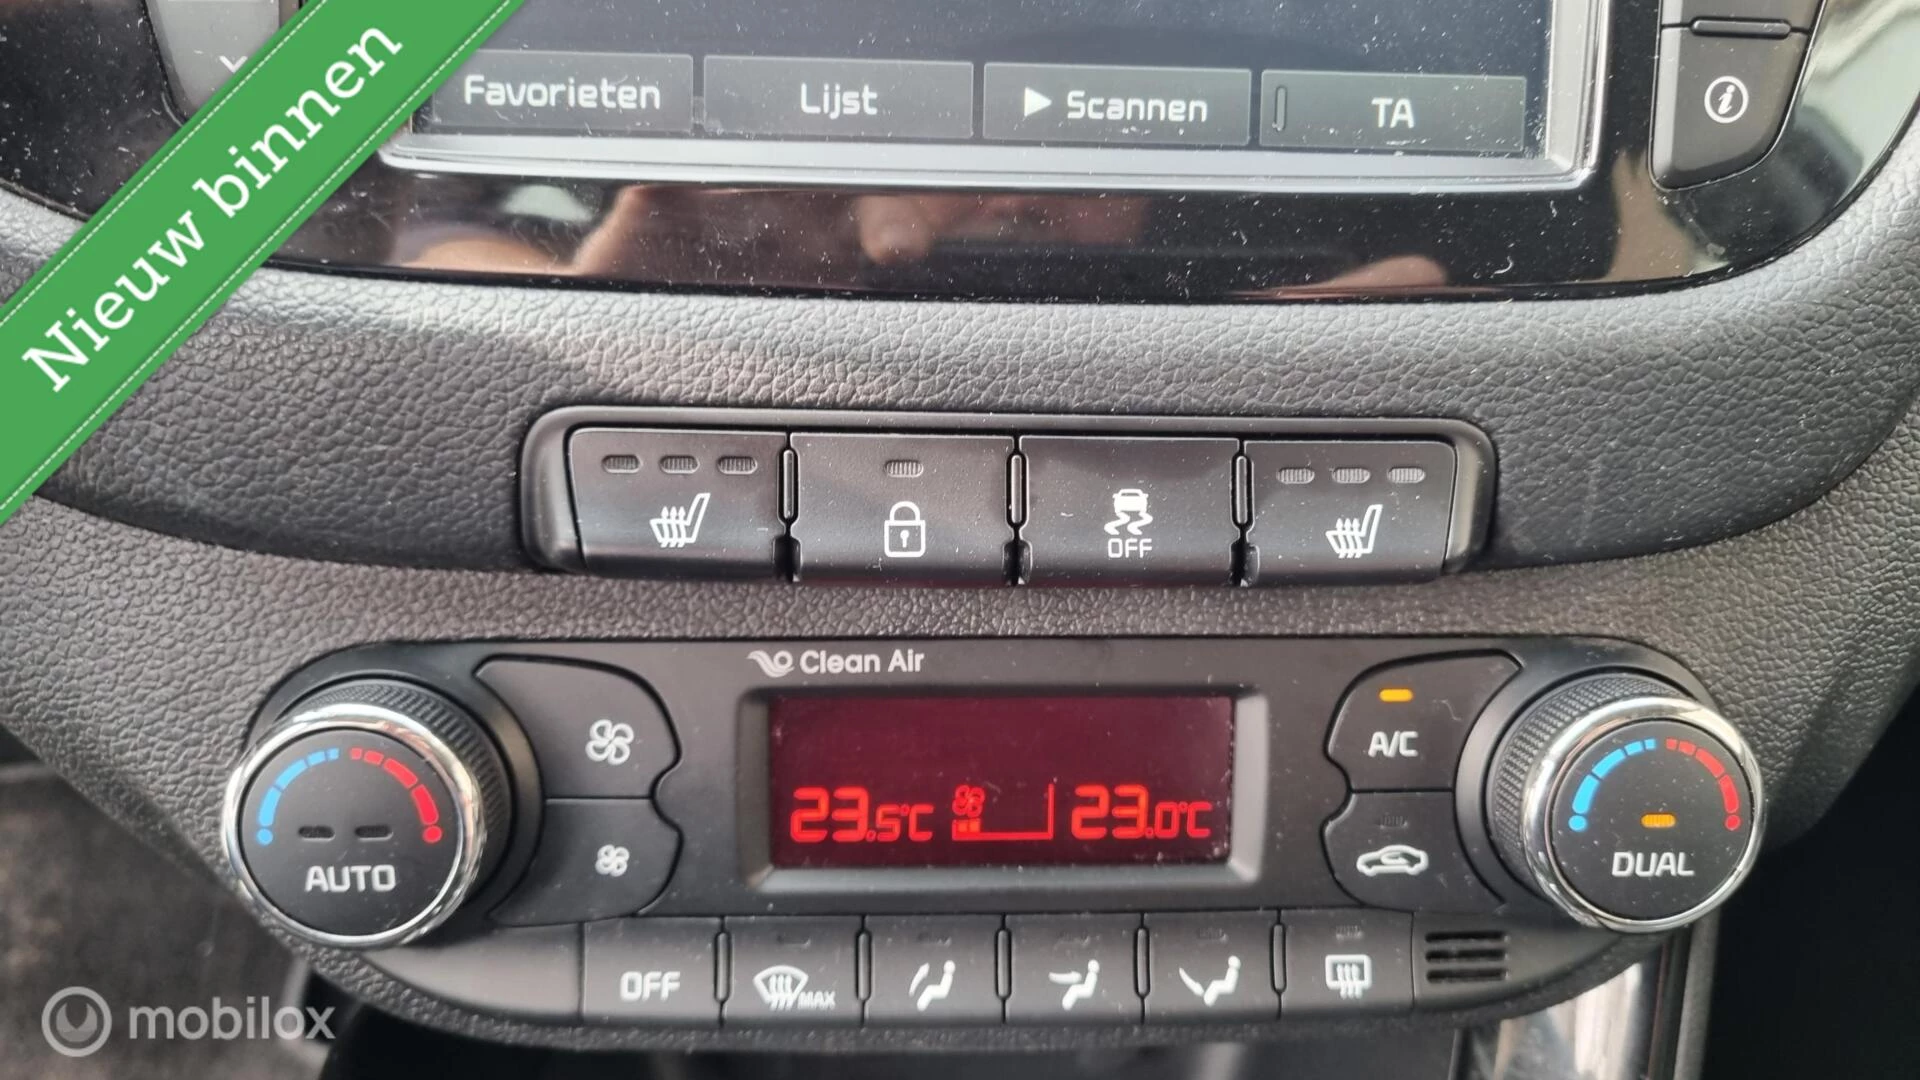 Nieuw binnen
Favorieten
Lijst
Scannen
TA
i
OFF
Clean Air
A/C
23.5°C
23.0°C
AUTO
DUAL
OFF
MAX
mobilox